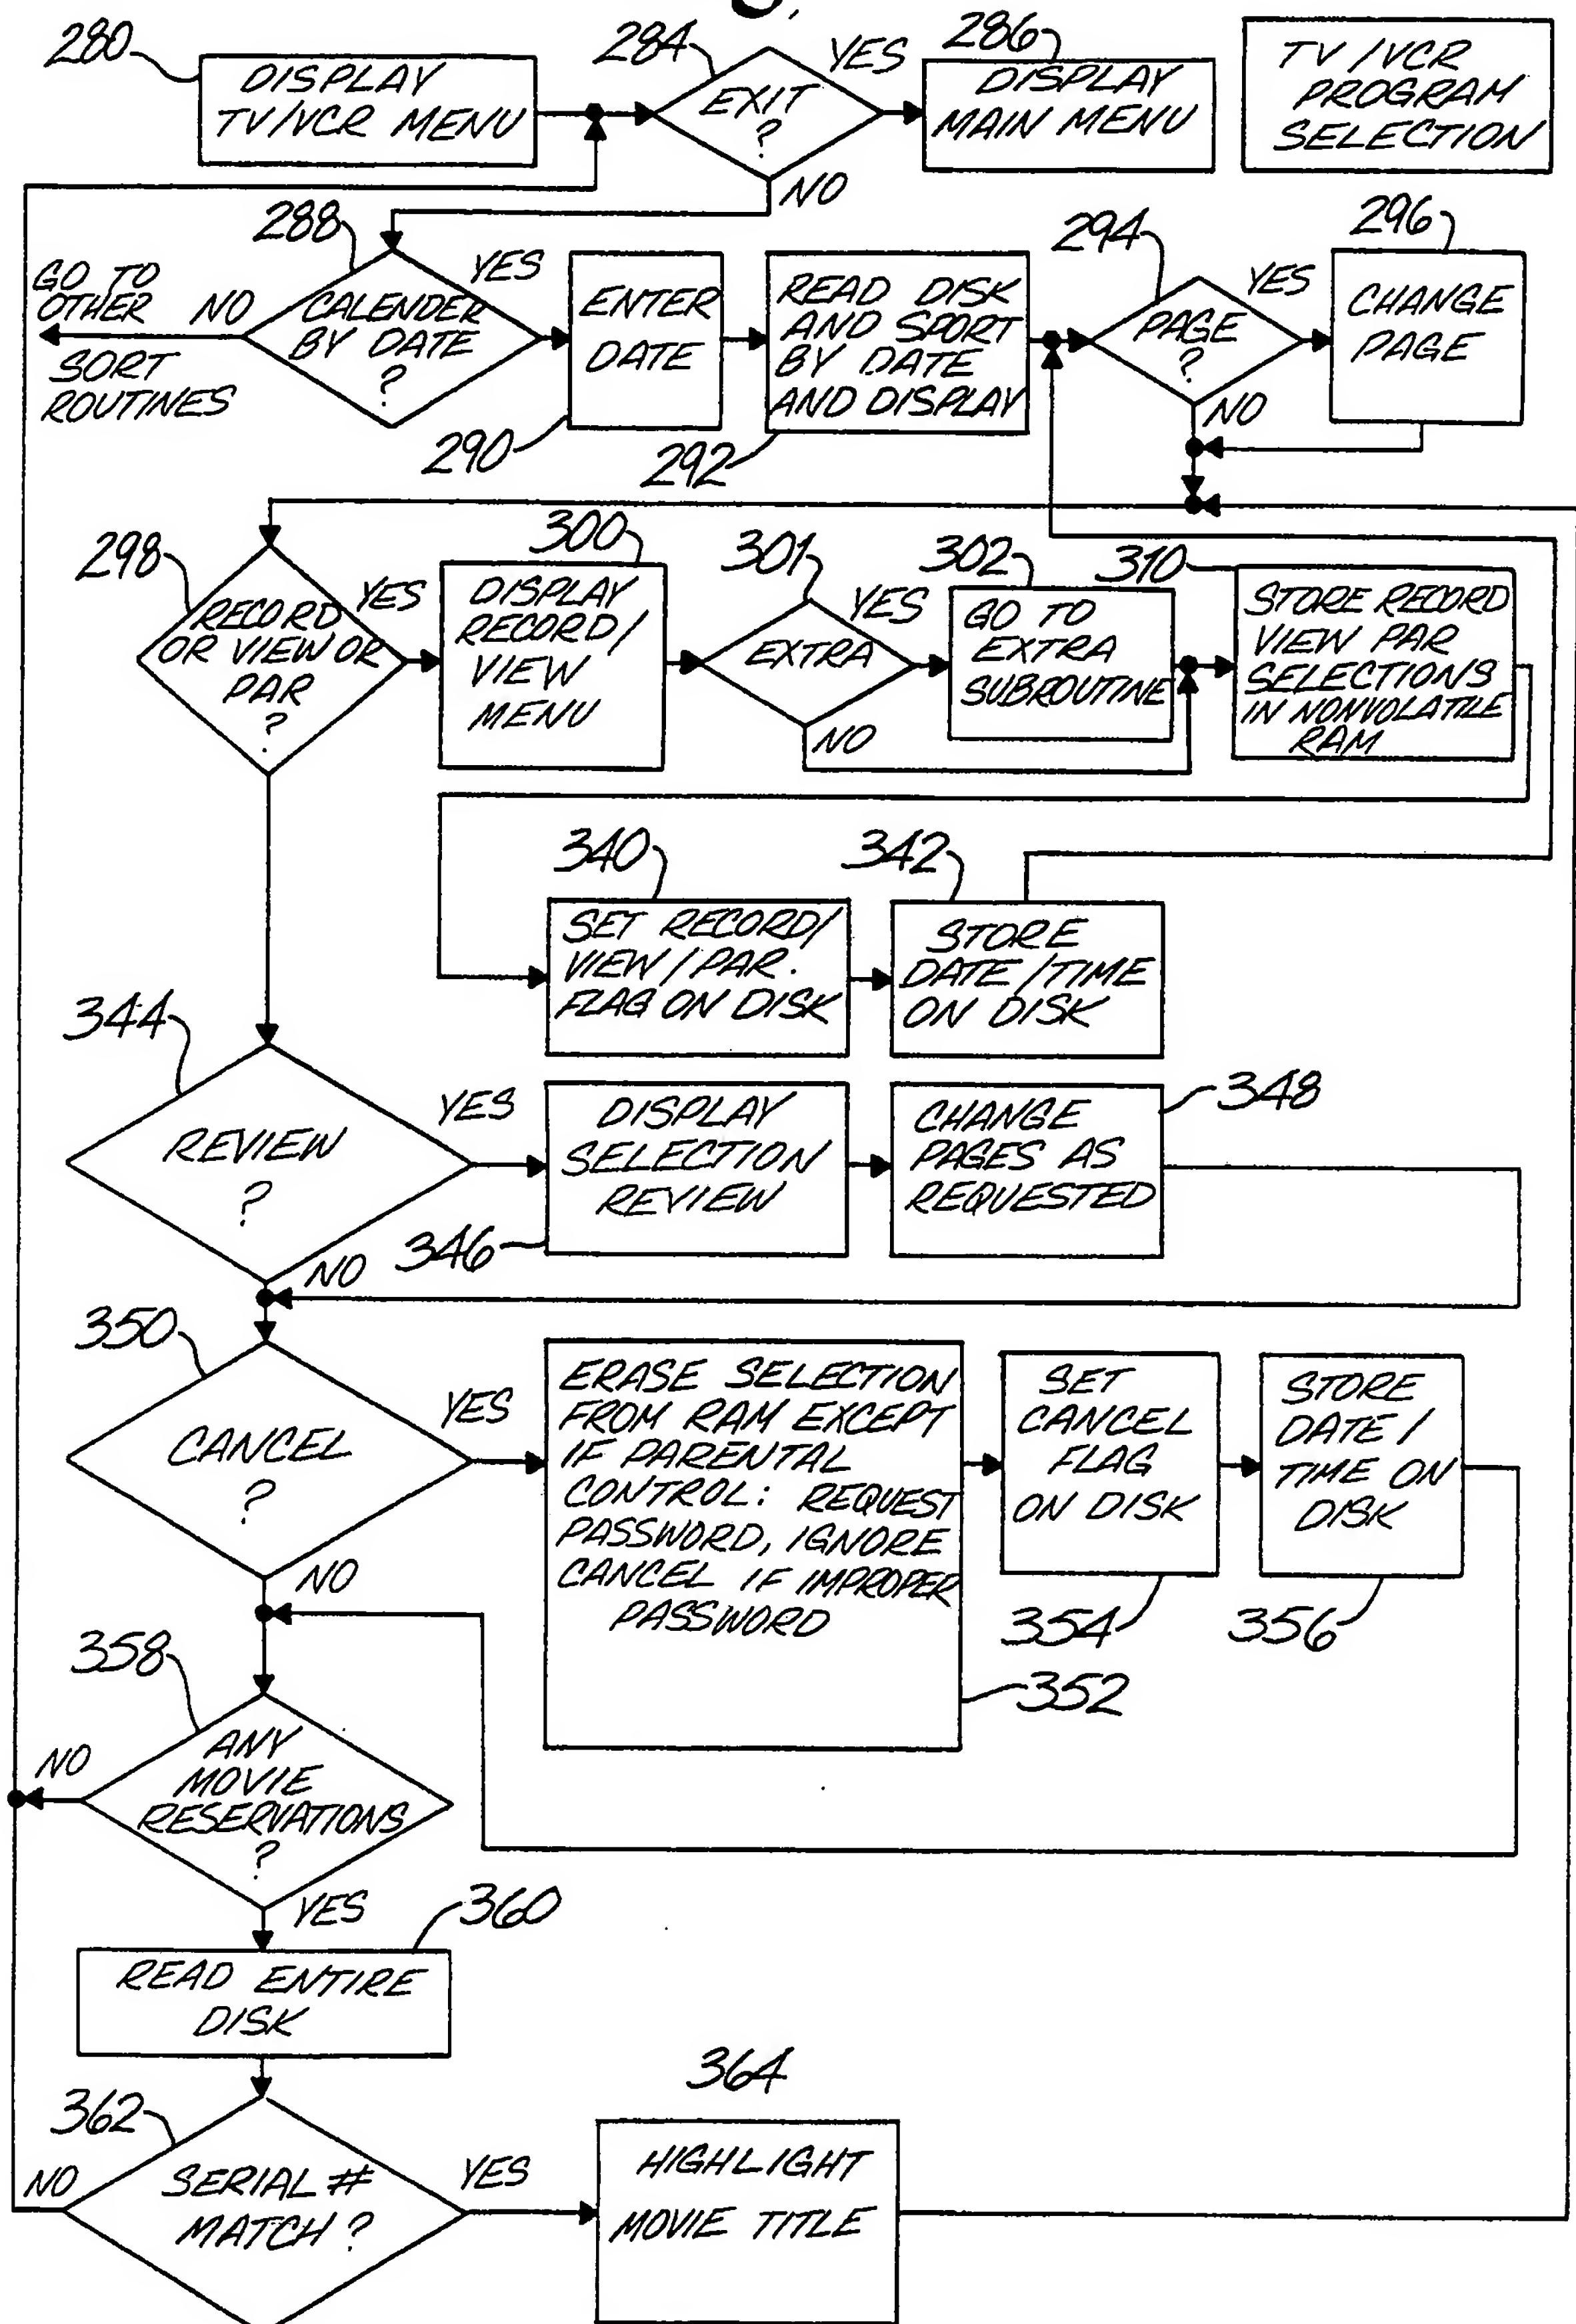 280
DISPLAY
TV/VCR MENU
284
EXIT
?
YES
NO
286
DISPLAY
MAIN MENU
TV/VCR
PROGRAM
SELECTION
GO TO
OTHER
SORT
ROUTINES
NO
288
CALENDER
BY DATE
?
YES
ENTER
DATE
290
READ DISK
AND SPORT
BY DATE
AND DISPLAY
292
294
PAGE
?
YES
NO
296
CHANGE
PAGE
298
RECORD
OR VIEW OR
PAR
?
YES
300
DISPLAY
RECORD/
VIEW
MENU
301
EXTRA
YES
NO
302
GO TO
EXTRA
SUBROUTINE
310
STORE RECORD
VIEW PAR
SELECTIONS
IN NONVOLATILE
RAM
340
SET RECORD/
VIEW/PAR.
FLAG ON DISK
342
STORE
DATE/TIME
ON DISK
344
REVIEW
?
YES
NO
346
DISPLAY
SELECTION
REVIEW
348
CHANGE
PAGES AS
REQUESTED
350
CANCEL
?
YES
NO
ERASE SELECTION
FROM RAM EXCEPT
IF PARENTAL
CONTROL: REQUEST
PASSWORD, IGNORE
CANCEL IF IMPROPER
PASSWORD
352
SET
CANCEL
FLAG
ON DISK
354
STORE
DATE/
TIME ON
DISK
356
358
ANY
MOVIE
RESERVATIONS
?
NO
YES
360
READ ENTIRE
DISK
362
SERIAL #
MATCH?
NO
YES
364
HIGHLIGHT
MOVIE TITLE